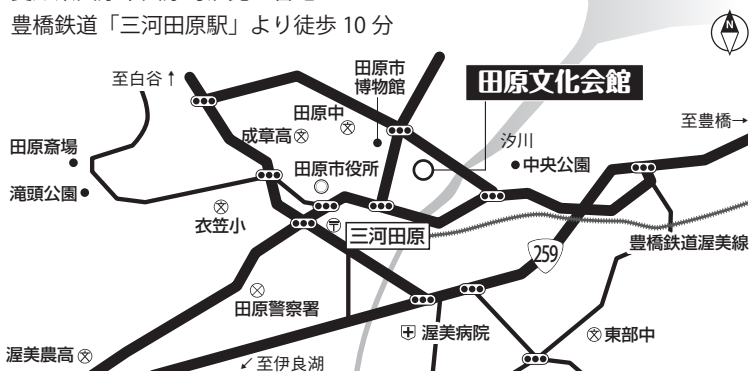 豊橋鉄道「三河田原駅」より徒歩 10 分
N
至白谷↑
田原市
博物館
田原文化会館
田原中
成章高
汐川
至豊橋→
田原斎場
田原市役所
中央公園
滝頭公園
衣笠小
三河田原
259
豊橋鉄道渥美線
田原警察署
渥美病院
東部中
渥美農高
↙至伊良湖